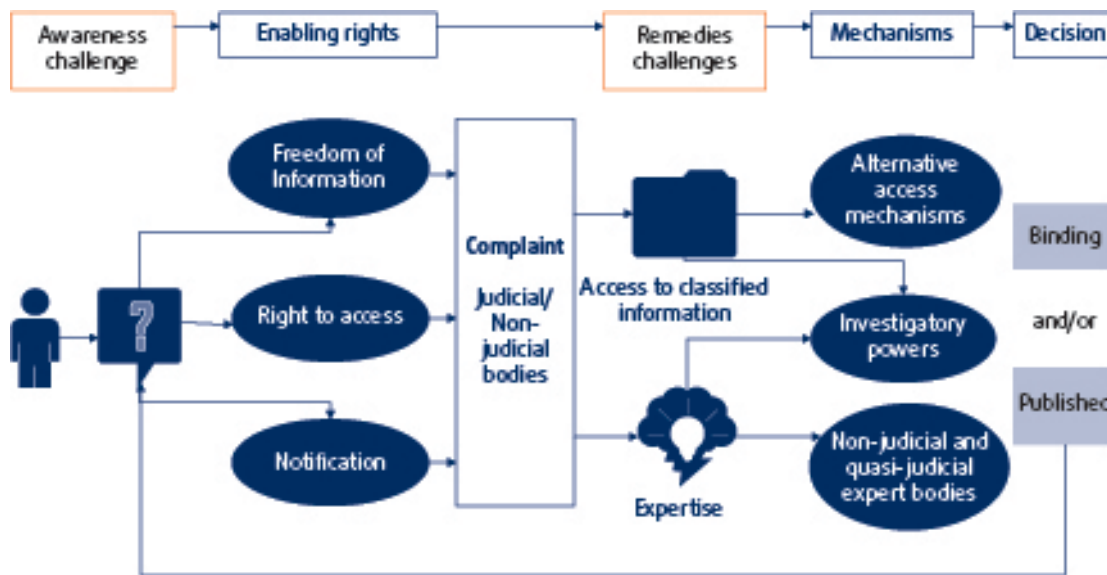 Awareness
challenge
Enabling rights
Remedies
challenges
Mechanisms
Decision
Freedom of
Information
Right to access
Notification
Complaint
Judicial/
Non-
judicial
bodies
Access to classified
information
Expertise
Alternative
access
mechanisms
Investigatory
powers
Non-judicial and
quasi-judicial
expert bodies
Binding
and/or
Published
?